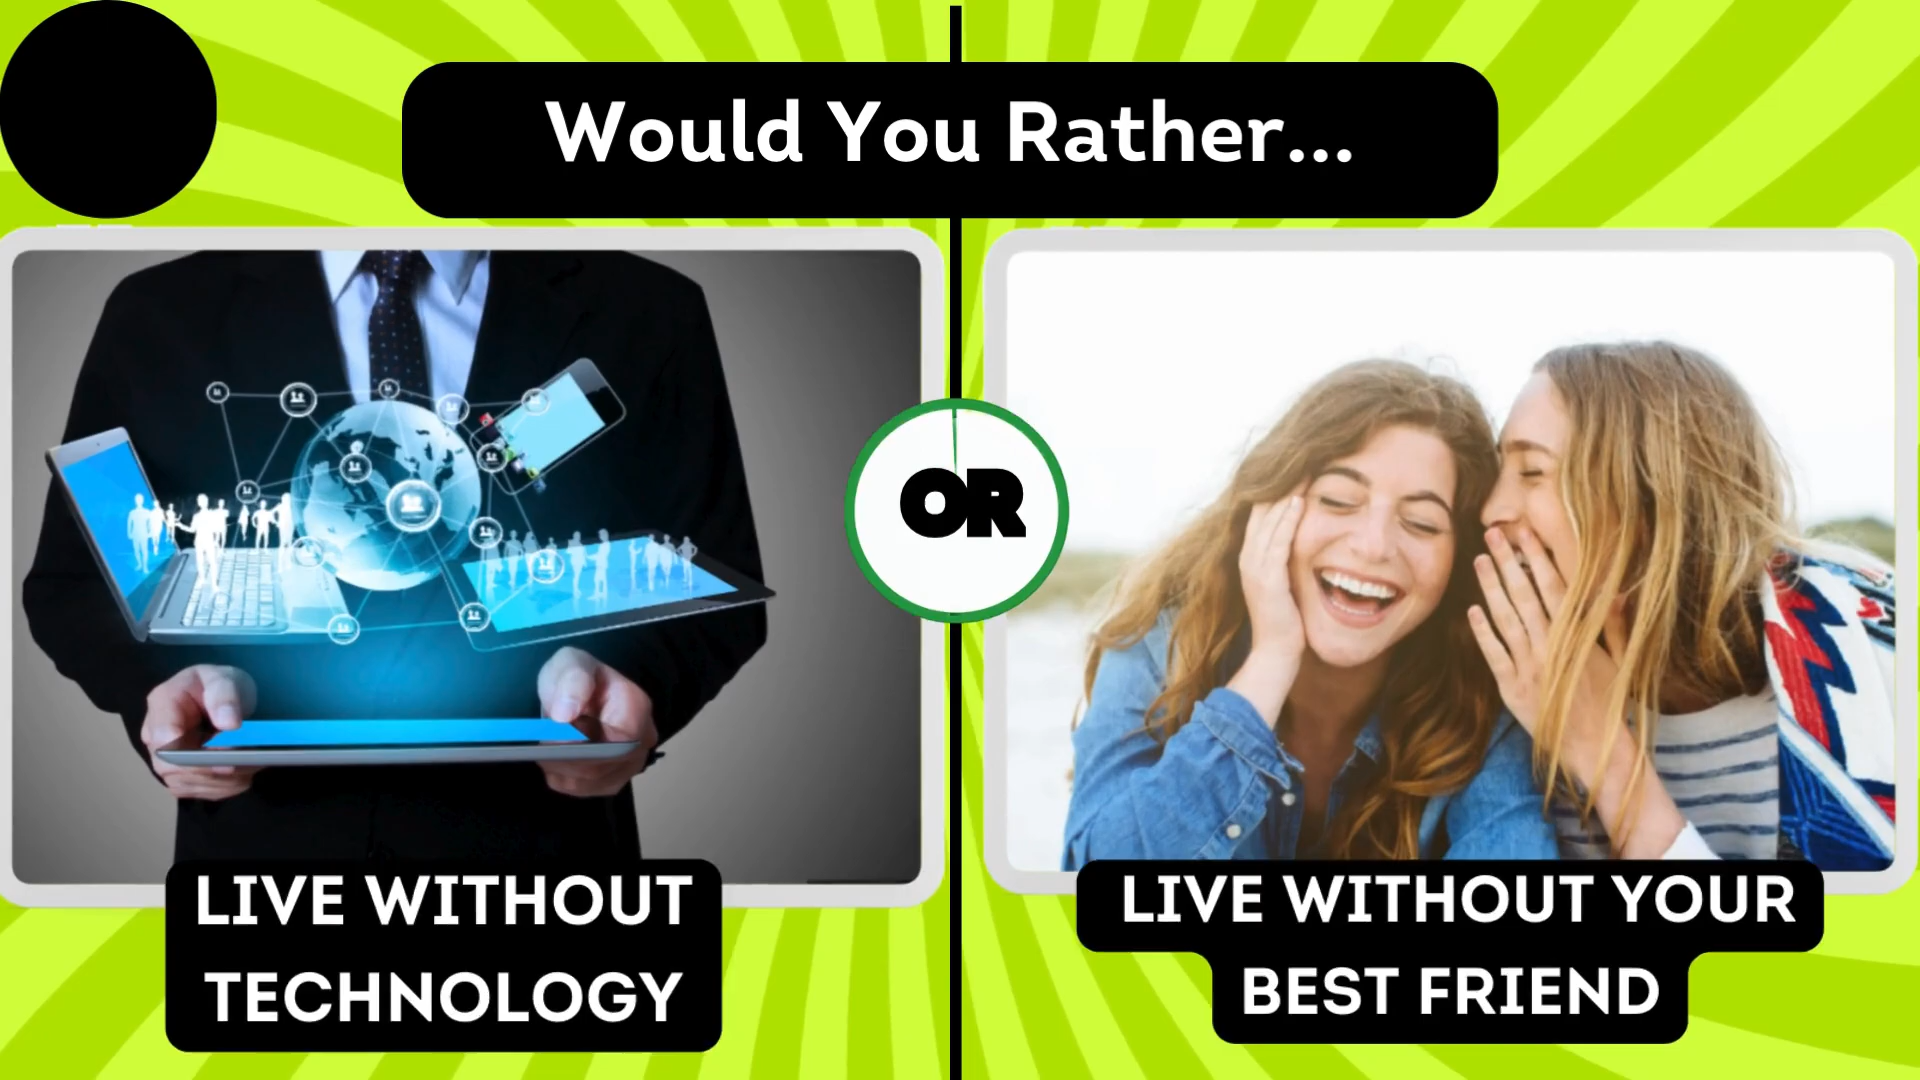 Would You Rather...
OR
LIVE WITHOUT
TECHNOLOGY
LIVE WITHOUT YOUR
BEST FRIEND